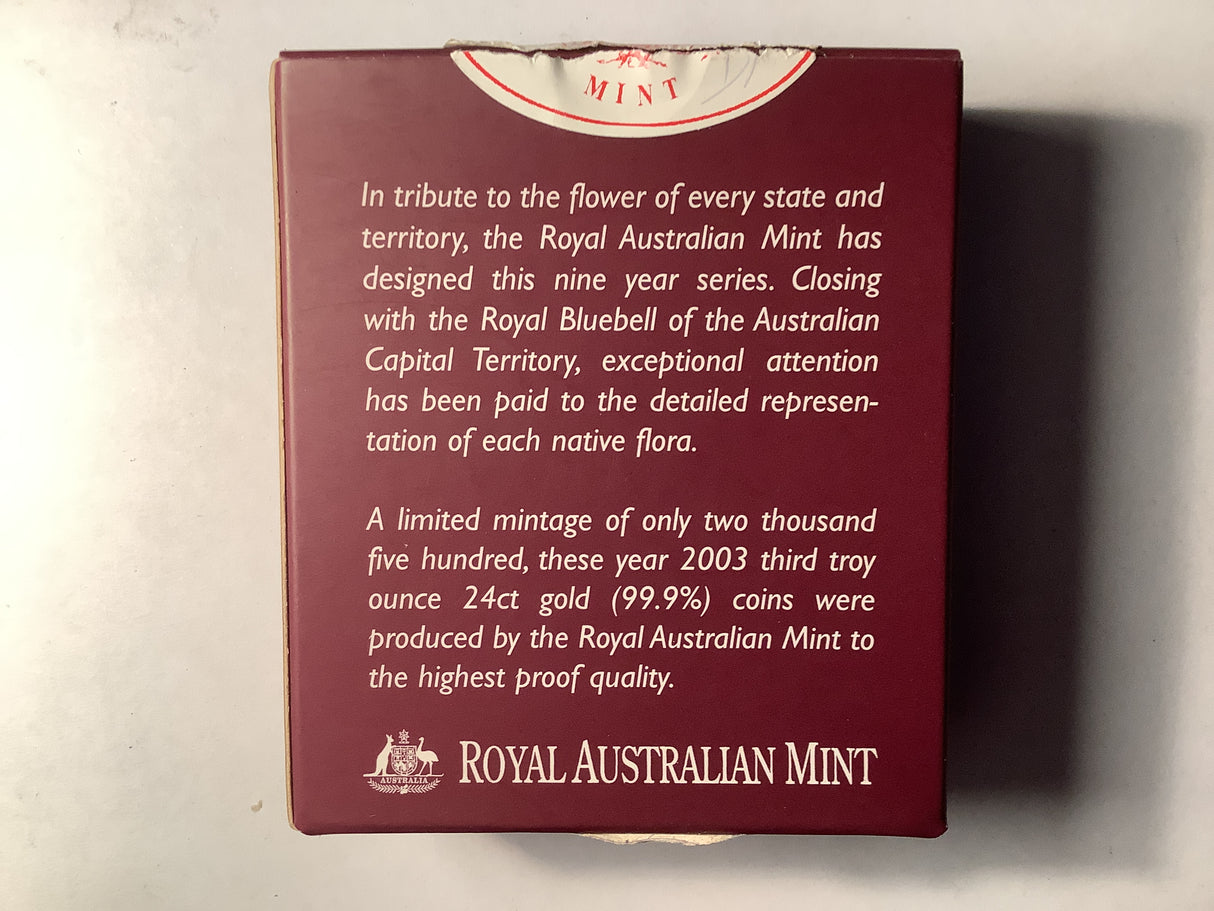 MINT
In tribute to the flower of every state and
territory, the Royal Australian Mint has
designed this nine year series. Closing
with the Royal Bluebell of the Australian
Capital Territory, exceptional attention
has been paid to the detailed represen-
tation of each native flora.
A limited mintage of only two thousand
five hundred, these year 2003 third troy
ounce 24ct gold (99.9%) coins were
produced by the Royal Australian Mint to
the highest proof quality.
AUSTRALIA
ROYAL AUSTRALIAN MINT